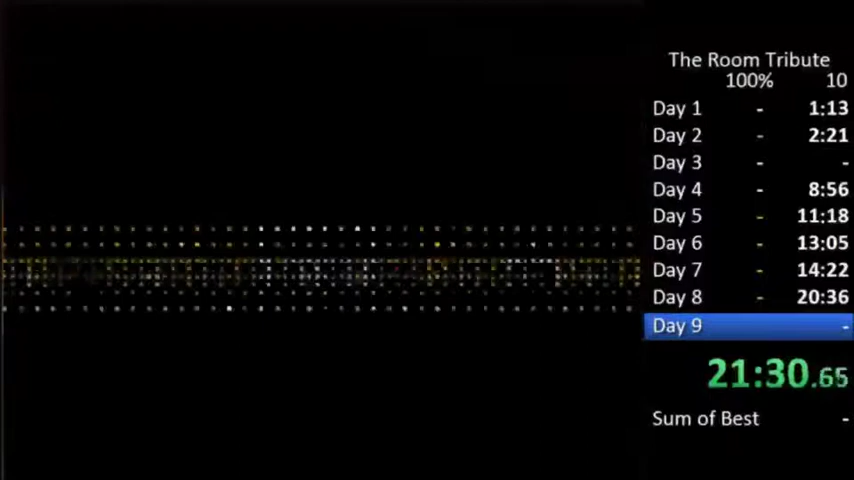 The Room Tribute
100% 10
Day 1 - 1:13
Day 2 - 2:21
Day 3 - -
Day 4 - 8:56
Day 5 - 11:18
Day 6 - 13:05
Day 7 - 14:22
Day 8 - 20:36
Day 9 -
21:30.65
Sum of Best -